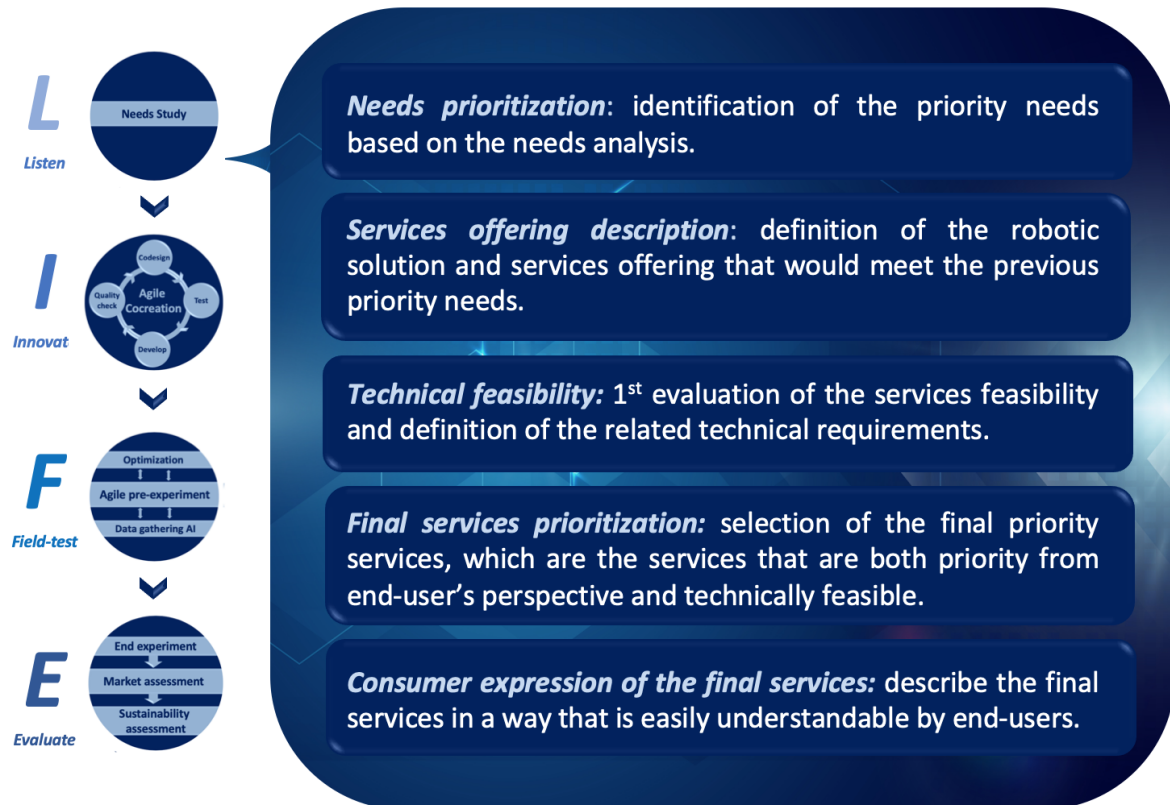 L
Listen
Needs Study
I
Innovat
Codesign
Quality
check
Agile
Cocreation
Test
Develop
F
Field-test
Optimization
Agile pre-experiment
Data gathering AI
E
Evaluate
End experiment
Market assessment
Sustainability
assessment
Needs prioritization: identification of the priority needs
based on the needs analysis.
Services offering description: definition of the robotic
solution and services offering that would meet the previous
priority needs.
Technical feasibility: 1st evaluation of the services feasibility
and definition of the related technical requirements.
Final services prioritization: selection of the final priority
services, which are the services that are both priority from
end-user's perspective and technically feasible.
Consumer expression of the final services: describe the final
services in a way that is easily understandable by end-users.